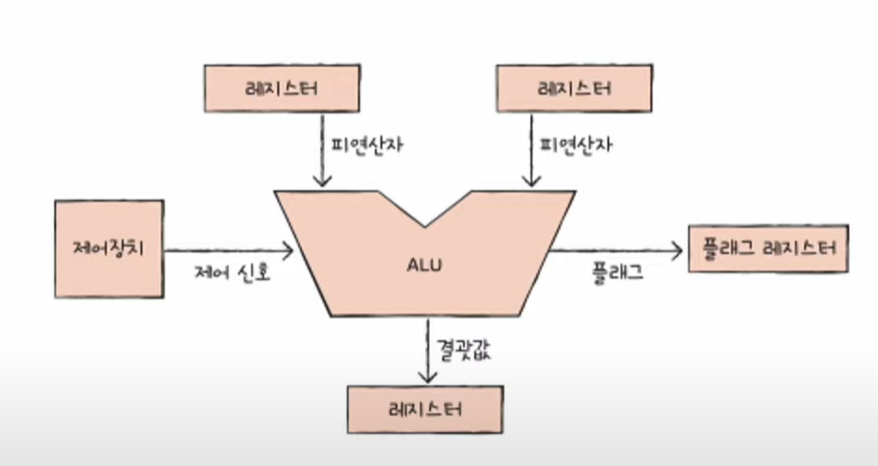 레지스터
레지스터
피연산자
피연산자
제어장치
제어 신호
ALU
플래그
플래그 레지스터
결괏값
레지스터